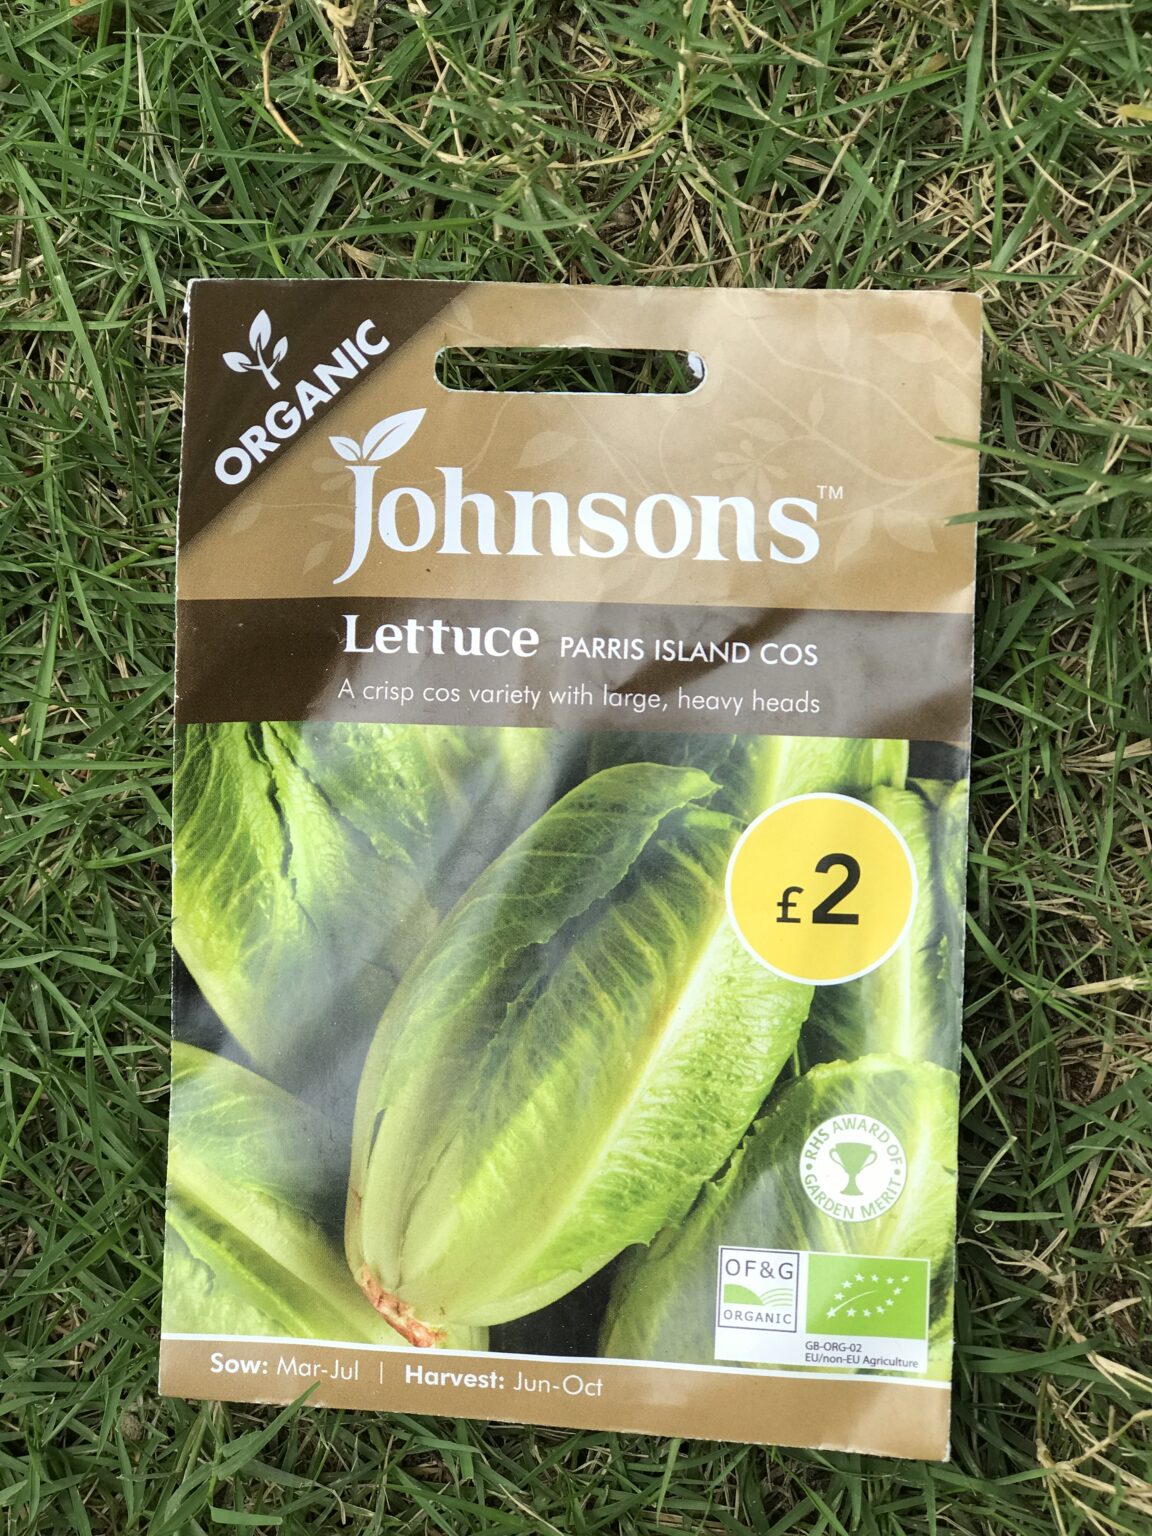 ORGANIC
Johnsons™
Lettuce PARRIS ISLAND COS
A crisp cos variety with large, heavy heads
£2
RHS AWARD OF
GARDEN MERIT
OF&G
ORGANIC
GB-ORG-02
EU/non-EU Agriculture
Sow: Mar-Jul | Harvest: Jun-Oct